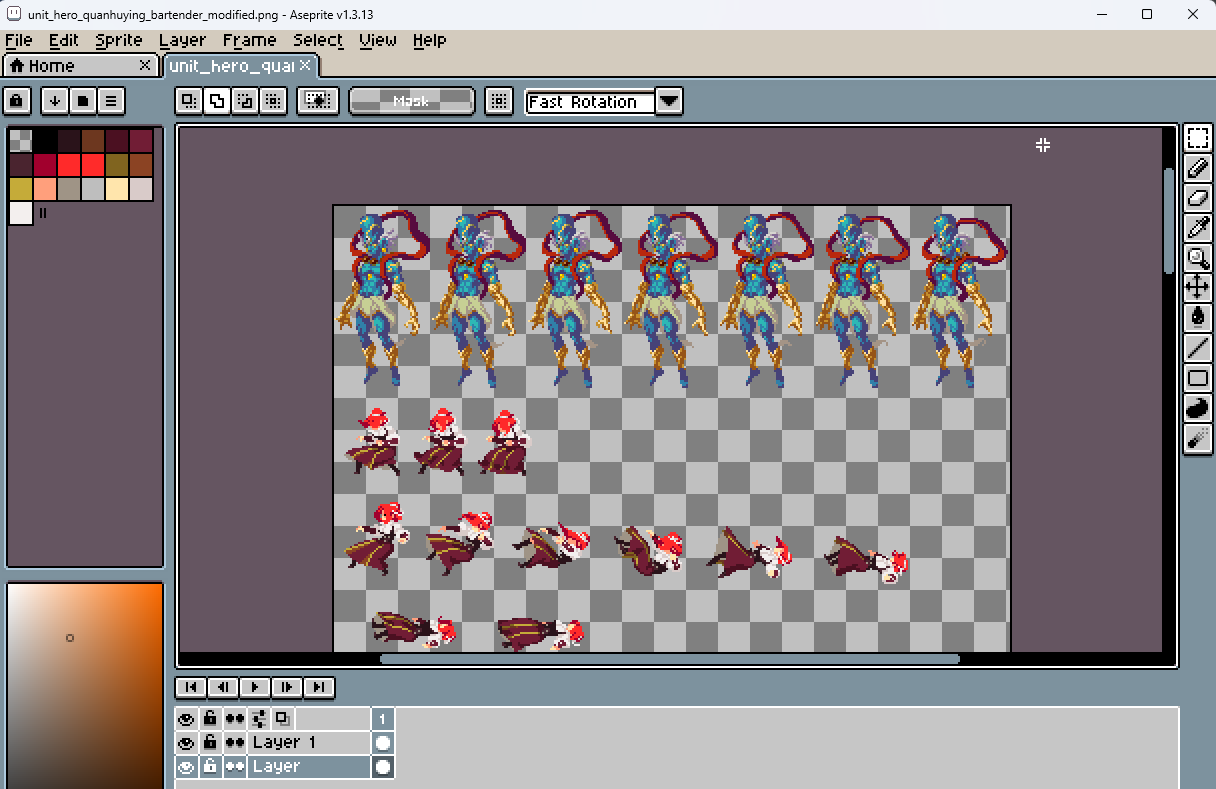 unit_hero_quanhuying_bartender_modified.png - Aseprite v1.3.13
File Edit Sprite Layer Frame Select View Help
Home
unit_hero_quai
Mask
Fast Rotation
1
Layer 1
Layer